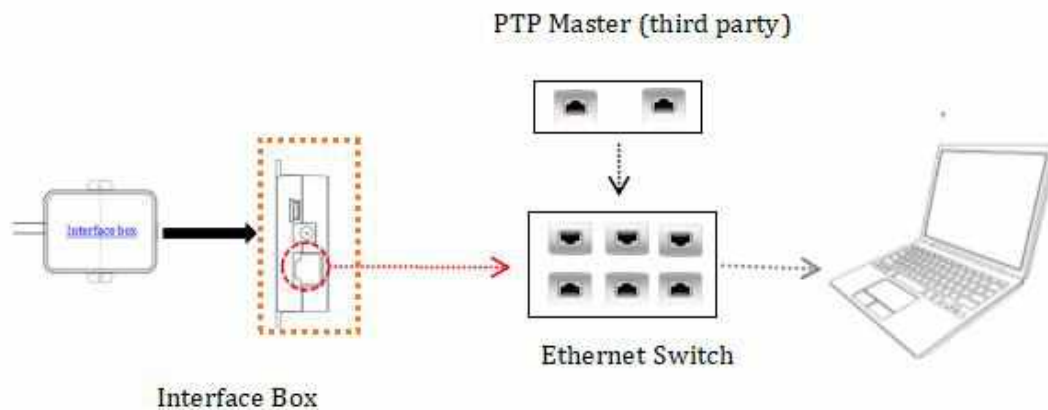 PTP Master (third party)
Interface box
Ethernet Switch
Interface Box